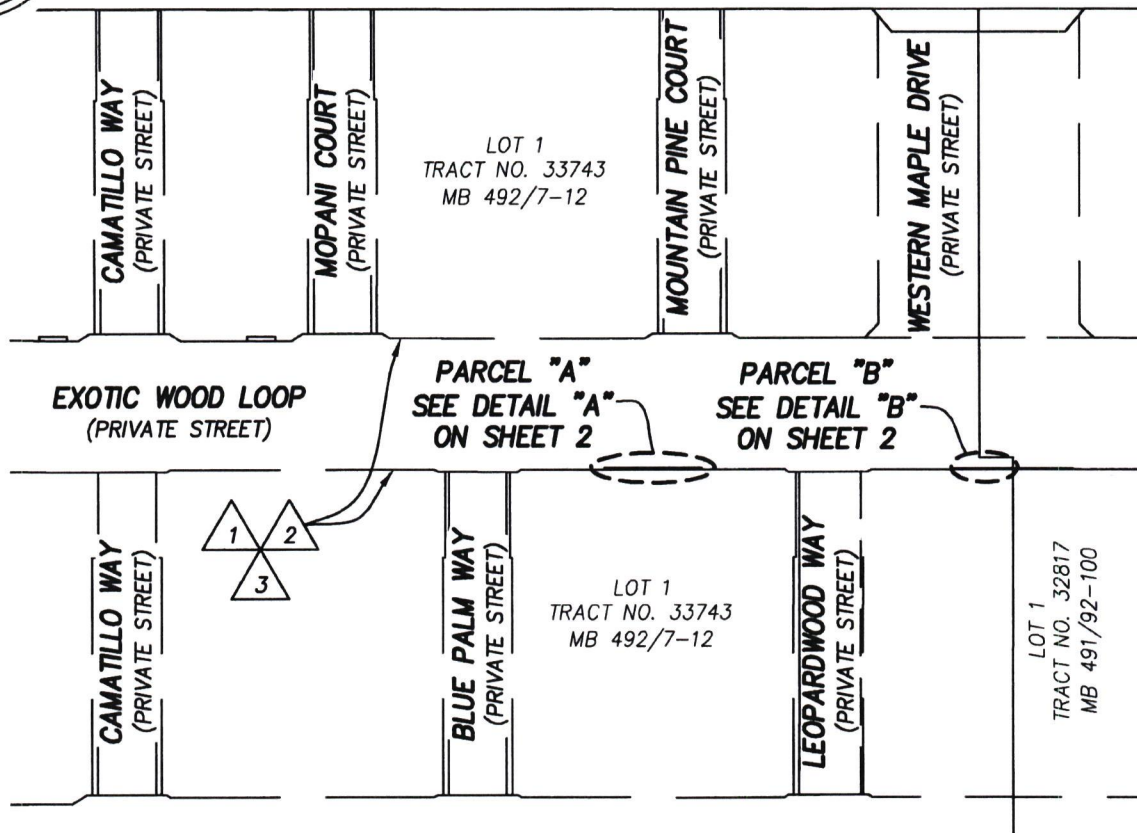 CAMATILLO WAY
(PRIVATE STREET)
MOPANI COURT
(PRIVATE STREET)
LOT 1
TRACT NO. 33743
MB 492/7-12
MOUNTAIN PINE COURT
(PRIVATE STREET)
WESTERN MAPLE DRIVE
(PRIVATE STREET)
EXOTIC WOOD LOOP
(PRIVATE STREET)
PARCEL "A"
SEE DETAIL "A"
ON SHEET 2
PARCEL "B"
SEE DETAIL "B"
ON SHEET 2
CAMATILLO WAY
(PRIVATE STREET)
1 2
3
BLUE PALM WAY
(PRIVATE STREET)
LOT 1
TRACT NO. 33743
MB 492/7-12
LEOPARDWOOD WAY
(PRIVATE STREET)
LOT 1
TRACT NO. 32817
MB 491/92-100